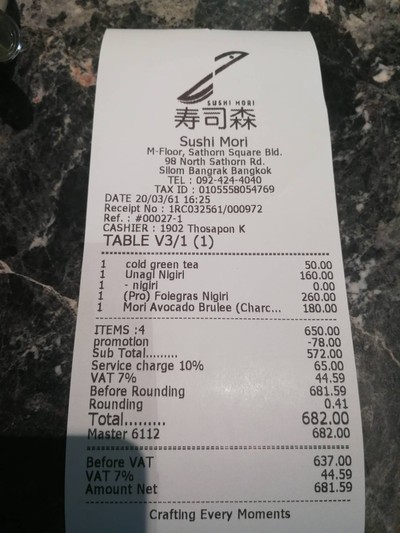 SUSHI MORI
寿司森
Sushi Mori
M-Floor, Sathorn Square Bld.
98 North Sathorn Rd.
Silom Bangrak Bangkok
TEL : 092-424-4040
TAX ID : 0105558054769
DATE 20/03/61 16:25
Receipt No : 1RC032561/000972
Ref. : #00027-1
CASHIER : 1902 Thosapon K
TABLE V3/1 (1)
1 cold green tea 50.00
1 Unagi Nigiri 160.00
1 - nigiri 0.00
1 (Pro) Foiegras Nigiri 260.00
1 Mori Avocado Brulee (Charc... 180.00
ITEMS :4 650.00
promotion -78.00
Sub Total......... 572.00
Service charge 10% 65.00
VAT 7% 44.59
Before Rounding 681.59
Rounding 0.41
Total......... 682.00
Master 6112 682.00
Before VAT 637.00
VAT 7% 44.59
Amount Net 681.59
Crafting Every Moments